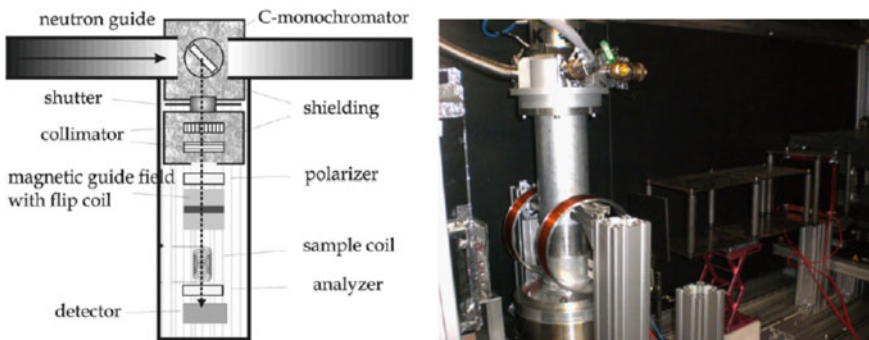 neutron guide
C-monochromator
shutter
shielding
collimator
magnetic guide field
with flip coil
polarizer
sample coil
analyzer
detector